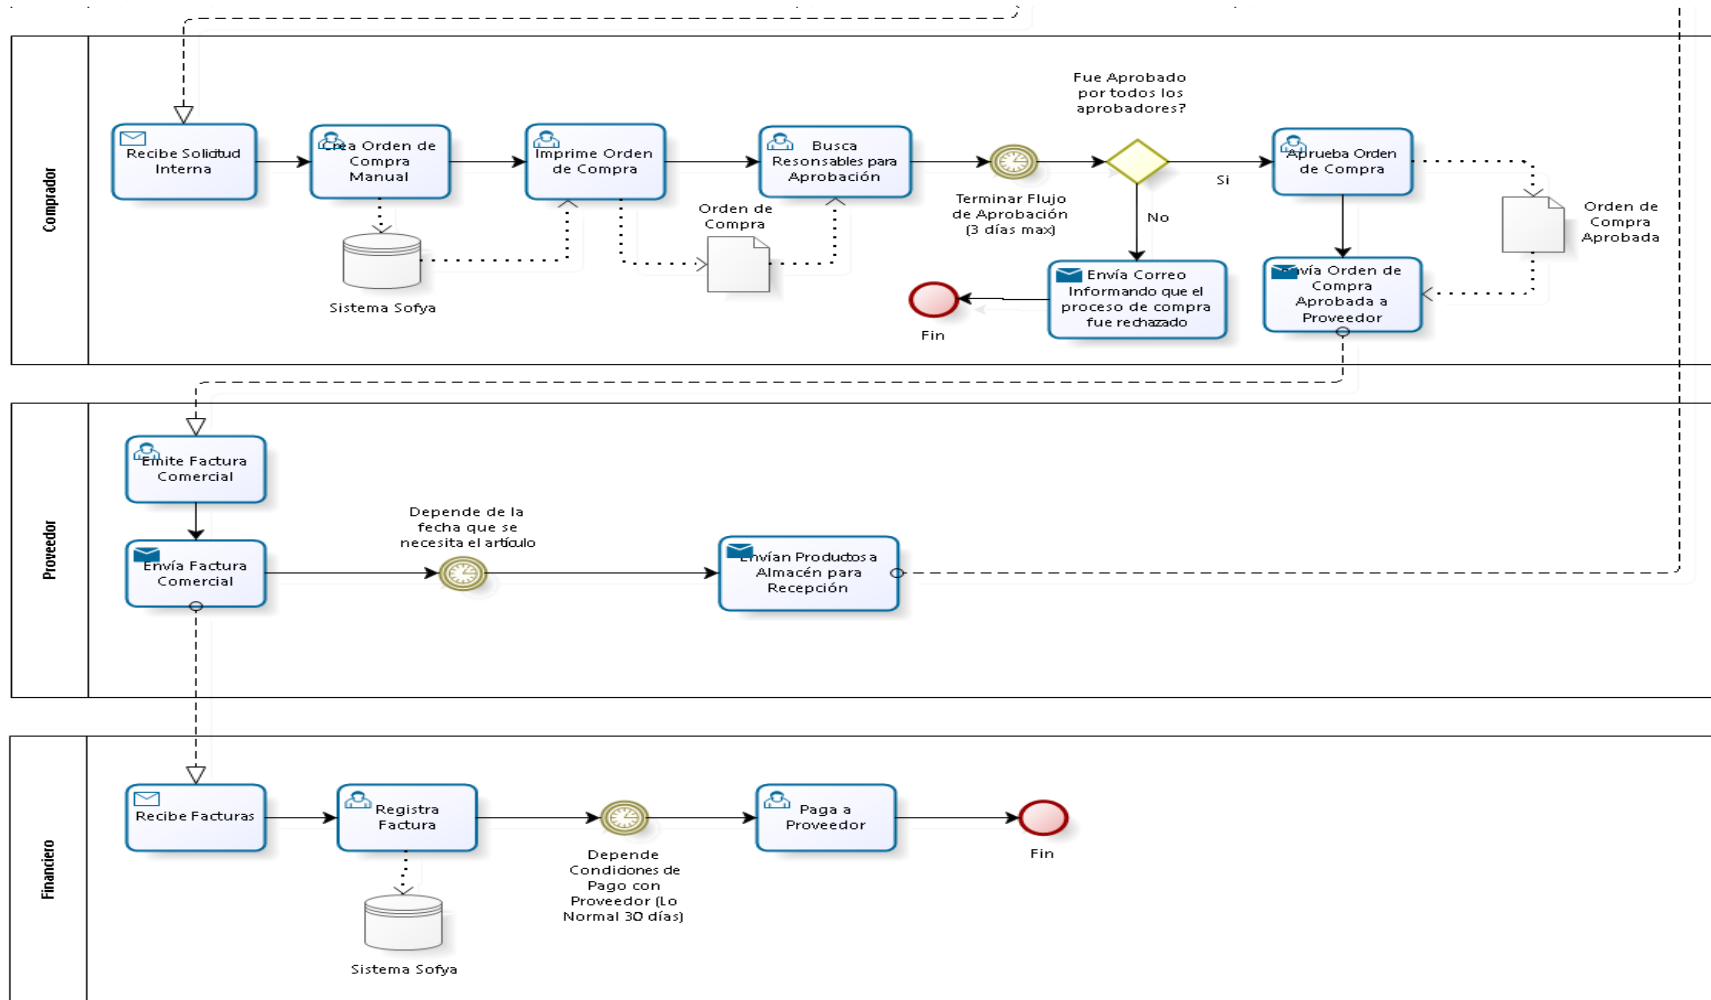 Comprador
Recibe Solicitud
Interna
Crea Orden de
Compra
Manual
Sistema Sofya
Imprime Orden
de Compra
Orden de
Compra
Busca
Resonsables para
Aprobación
Terminar Flujo
de Aprobación
(3 días max)
Fue Aprobado
por todos los
aprobadores?
Si
No
Envía Correo
Informando que el
proceso de compra
fue rechazado
Fin
Aprueba Orden
de Compra
Orden de
Compra
Aprobada
Envía Orden de
Compra
Aprobada a
Proveedor
Proveedor
Emite Factura
Comercial
Envía Factura
Comercial
Depende de la
fecha que se
necesita el artículo
Envían Productos a
Almacén para
Recepción
Financiero
Recibe Facturas
Registra
Factura
Sistema Sofya
Depende
Condiciones de
Pago con
Proveedor (Lo
Normal 30 días)
Paga a
Proveedor
Fin